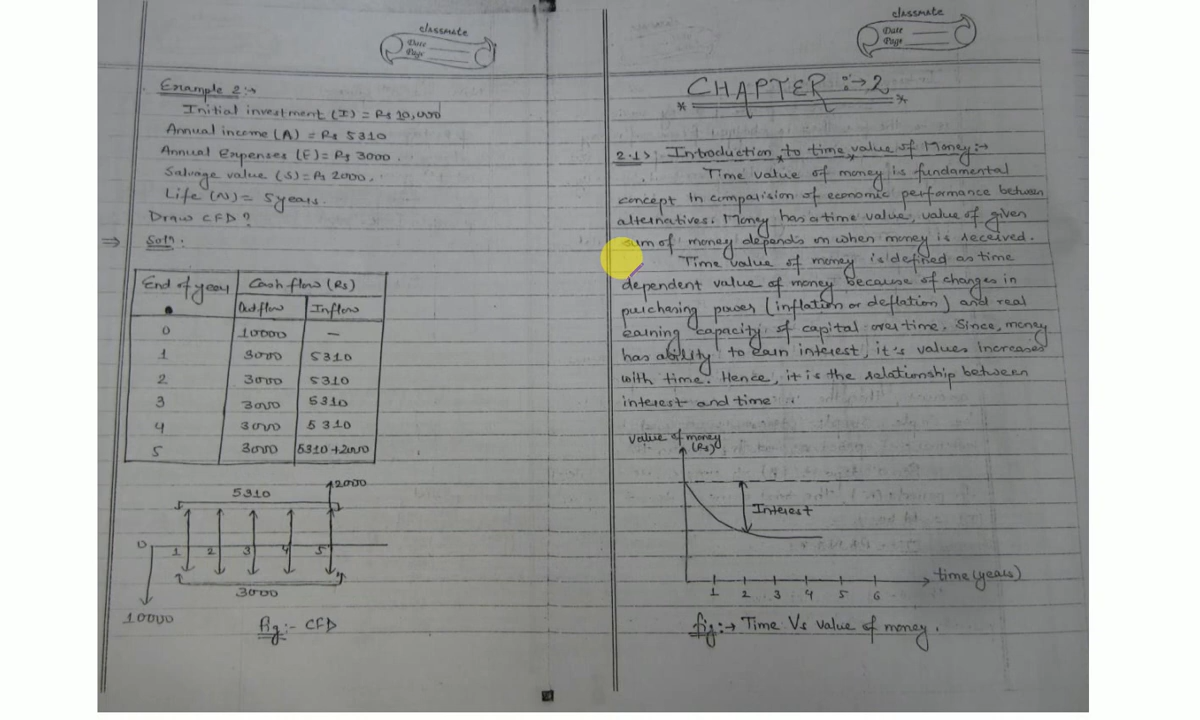 classmate
Date
Page
Example 2:→
Initial investment (I) = Rs 10,000
Annual income (A) = Rs 5310
Annual Expenses (E) = Rs 3000.
Salvage value (S) = Rs 2000.
Life (N) = 5 years.
Draw CFD?
⇒ Soln:
End of year
Cash flow (Rs)
Outflow Inflow
0 10000 —
1 3000 5310
2 3000 5310
3 3000 5310
4 3000 5310
5 3000 5310+2000
2000
5310
0 1 2 3 4 5
3000
10000
Fig:- CFD
classmate
Date
Page
CHAPTER :→ 2
2.1> Introduction to time value of Money:→
Time value of money is fundamental
concept in comparision of economic performance between
alternatives. Money has a time value, value of given
sum of money depends on when money is received.
Time value of money is defined as time
dependent value of money because of changes in
purchasing power (inflation or deflation) and real
earning capacity of capital over time. Since, money
has ability to earn interest, it's values increases
with time. Hence, it is the relationship between
interest and time
Value of money
(Rs)
Interest
time (years)
1 2 3 4 5 6
fig:→ Time Vs value of money.